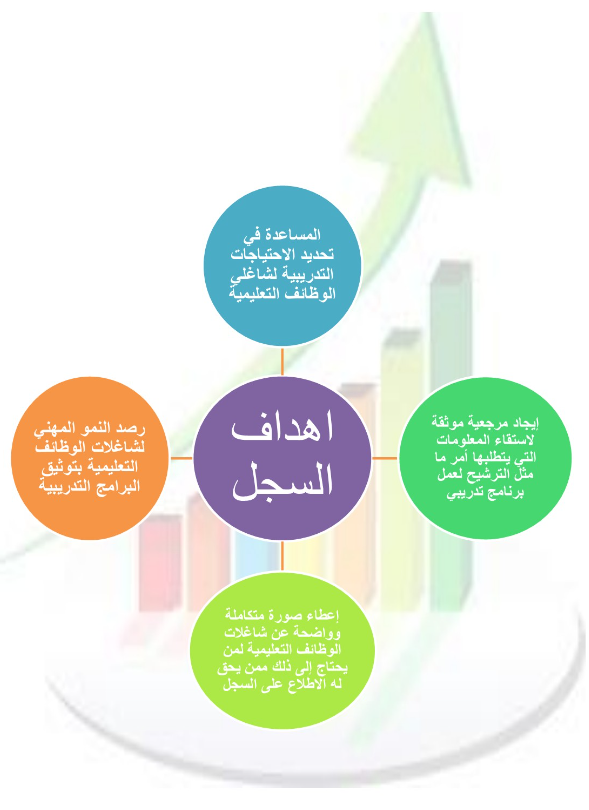 المساعدة في
تحديد الاحتياجات
التدريبية لشاغلي
الوظائف التعليمية
اهداف
السجل
إيجاد مرجعية موثقة
لاستقاء المعلومات
التي يتطلبها أمر ما
مثل الترشيح لعمل
برنامج تدريبي
رصد النمو المهني
لشاغلات الوظائف
التعليمية بتوثيق
البرامج التدريبية
إعطاء صورة متكاملة
وواضحة عن شاغلات
الوظائف التعليمية لمن
يحتاج إلى ذلك ممن يحق
له الاطلاع على السجل